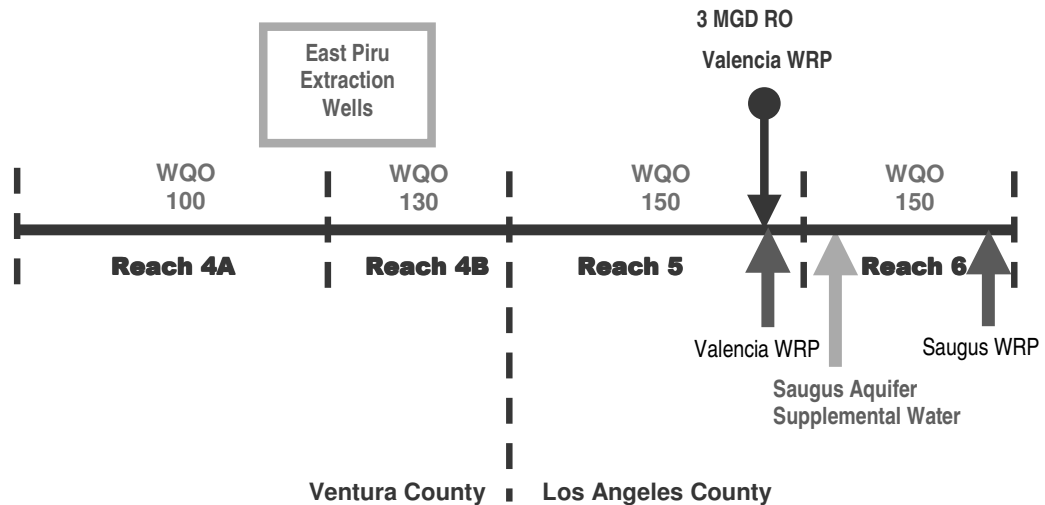 3 MGD RO
Valencia WRP
East Piru
Extraction
Wells
WQO
100
WQO
130
WQO
150
WQO
150
Reach 4A
Reach 4B
Reach 5
Reach 6
Valencia WRP
Saugus WRP
Saugus Aquifer
Supplemental Water
Ventura County
Los Angeles County